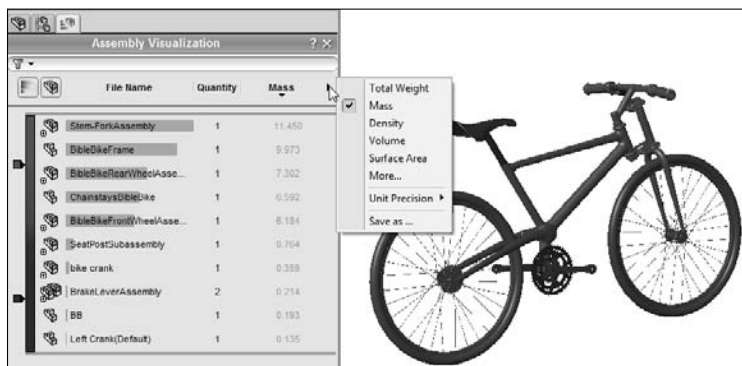 Assembly Visualization ? ×
File Name Quantity Mass
Stem-ForkAssembly 1 11.450
BibleBikeFrame 1 9.973
BibleBikeRearWheelAsse... 1 7.302
ChainstaysBibleBike 1 6.592
BibleBikeFrontWheelAsse... 1 6.184
SeatPostSubassembly 1 0.704
bike crank 1 0.359
BrakeLeverAssembly 2 0.214
BB 1 0.193
Left Crank(Default) 1 0.135
Total Weight
Mass
Density
Volume
Surface Area
More...
Unit Precision
Save as ...